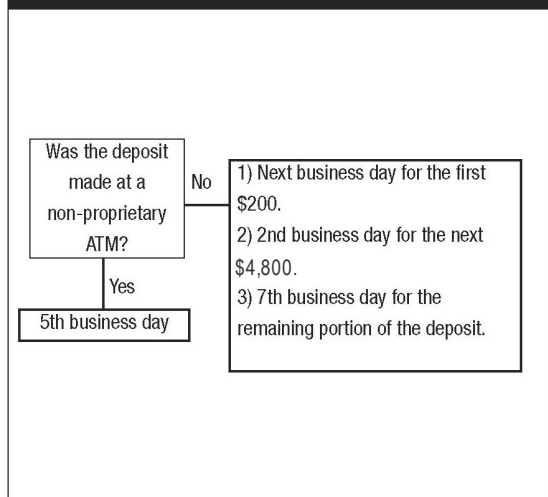 Was the deposit
made at a
non-proprietary
ATM?
No
1) Next business day for the first
$200.
2) 2nd business day for the next
$4,800.
3) 7th business day for the
remaining portion of the deposit.
Yes
5th business day